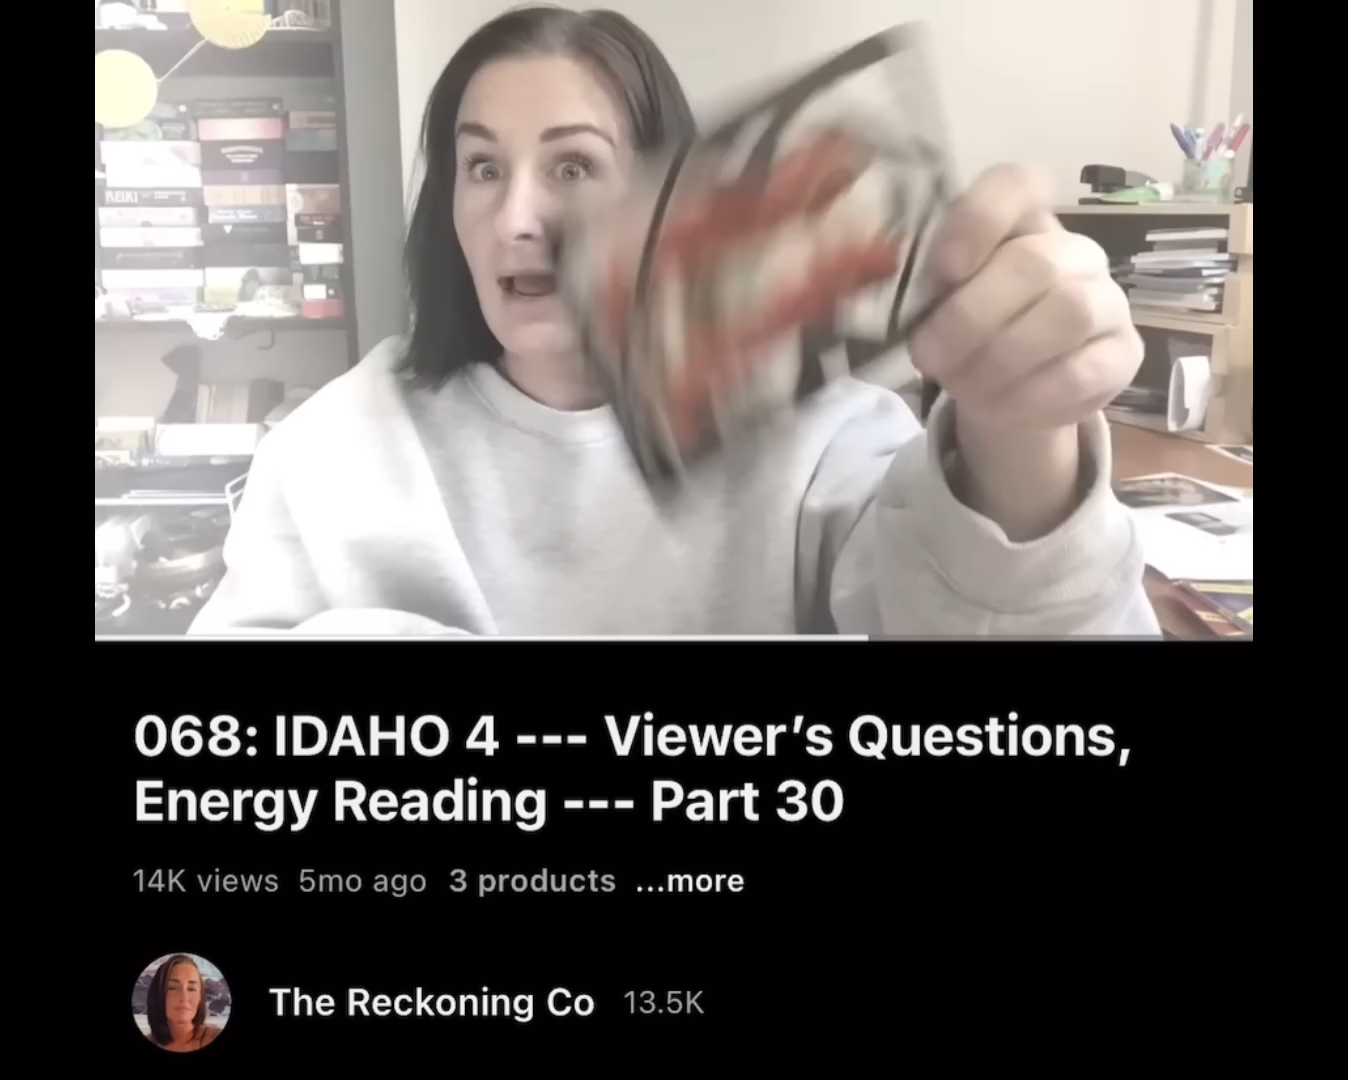 REIKI
068: IDAHO 4 --- Viewer's Questions,
Energy Reading --- Part 30
14K views 5mo ago 3 products ...more
The Reckoning Co 13.5K